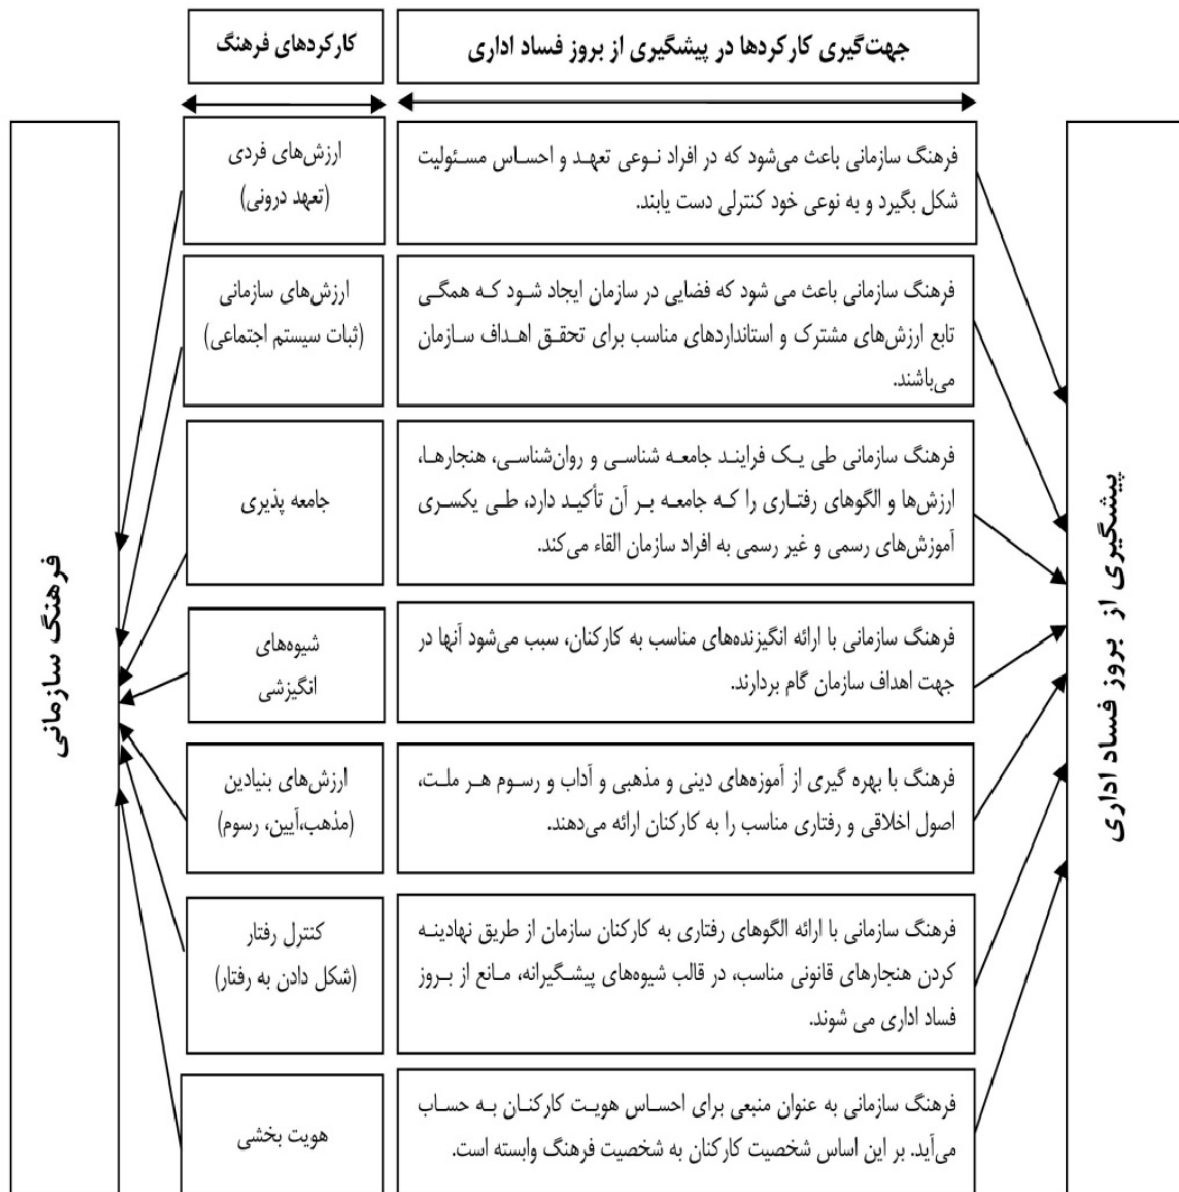 جهت‌گیری کارکردها در پیشگیری از بروز فساد اداری
کارکردهای فرهنگ
پیشگیری از بروز فساد اداری
فرهنگ سازمانی باعث می‌شود که در افراد نوعی تعهد و احساس مسئولیت
شکل بگیرد و به نوعی خود کنترلی دست یابند.
ارزش‌های فردی
(تعهد درونی)
فرهنگ سازمانی باعث می شود که فضایی در سازمان ایجاد شود که همگی
تابع ارزش‌های مشترک و استانداردهای مناسب برای تحقق اهداف سازمان
می‌باشند.
ارزش‌های سازمانی
(ثبات سیستم اجتماعی)
فرهنگ سازمانی طی یک فرایند جامعه شناسی و روان‌شناسی، هنجارها،
ارزش‌ها و الگوهای رفتاری را که جامعه بر آن تأکید دارد، طی یکسری
آموزش‌های رسمی و غیر رسمی به افراد سازمان القاء می‌کند.
جامعه پذیری
فرهنگ سازمانی با ارائه انگیزنده‌های مناسب به کارکنان، سبب می‌شود آنها در
جهت اهداف سازمان گام بردارند.
شیوه‌های
انگیزشی
فرهنگ با بهره گیری از آموزه‌های دینی و مذهبی و آداب و رسوم هر ملت،
اصول اخلاقی و رفتاری مناسب را به کارکنان ارائه می‌دهند.
ارزش‌های بنیادین
(مذهب،آیین، رسوم)
فرهنگ سازمانی با ارائه الگوهای رفتاری به کارکنان سازمان از طریق نهادینه
کردن هنجارهای قانونی مناسب، در قالب شیوه‌های پیشگیرانه، مانع از بروز
فساد اداری می شوند.
کنترل رفتار
(شکل دادن به رفتار)
فرهنگ سازمانی به عنوان منبعی برای احساس هویت کارکنان به حساب
می‌آید. بر این اساس شخصیت کارکنان به شخصیت فرهنگ وابسته است.
هویت بخشی
فرهنگ سازمانی